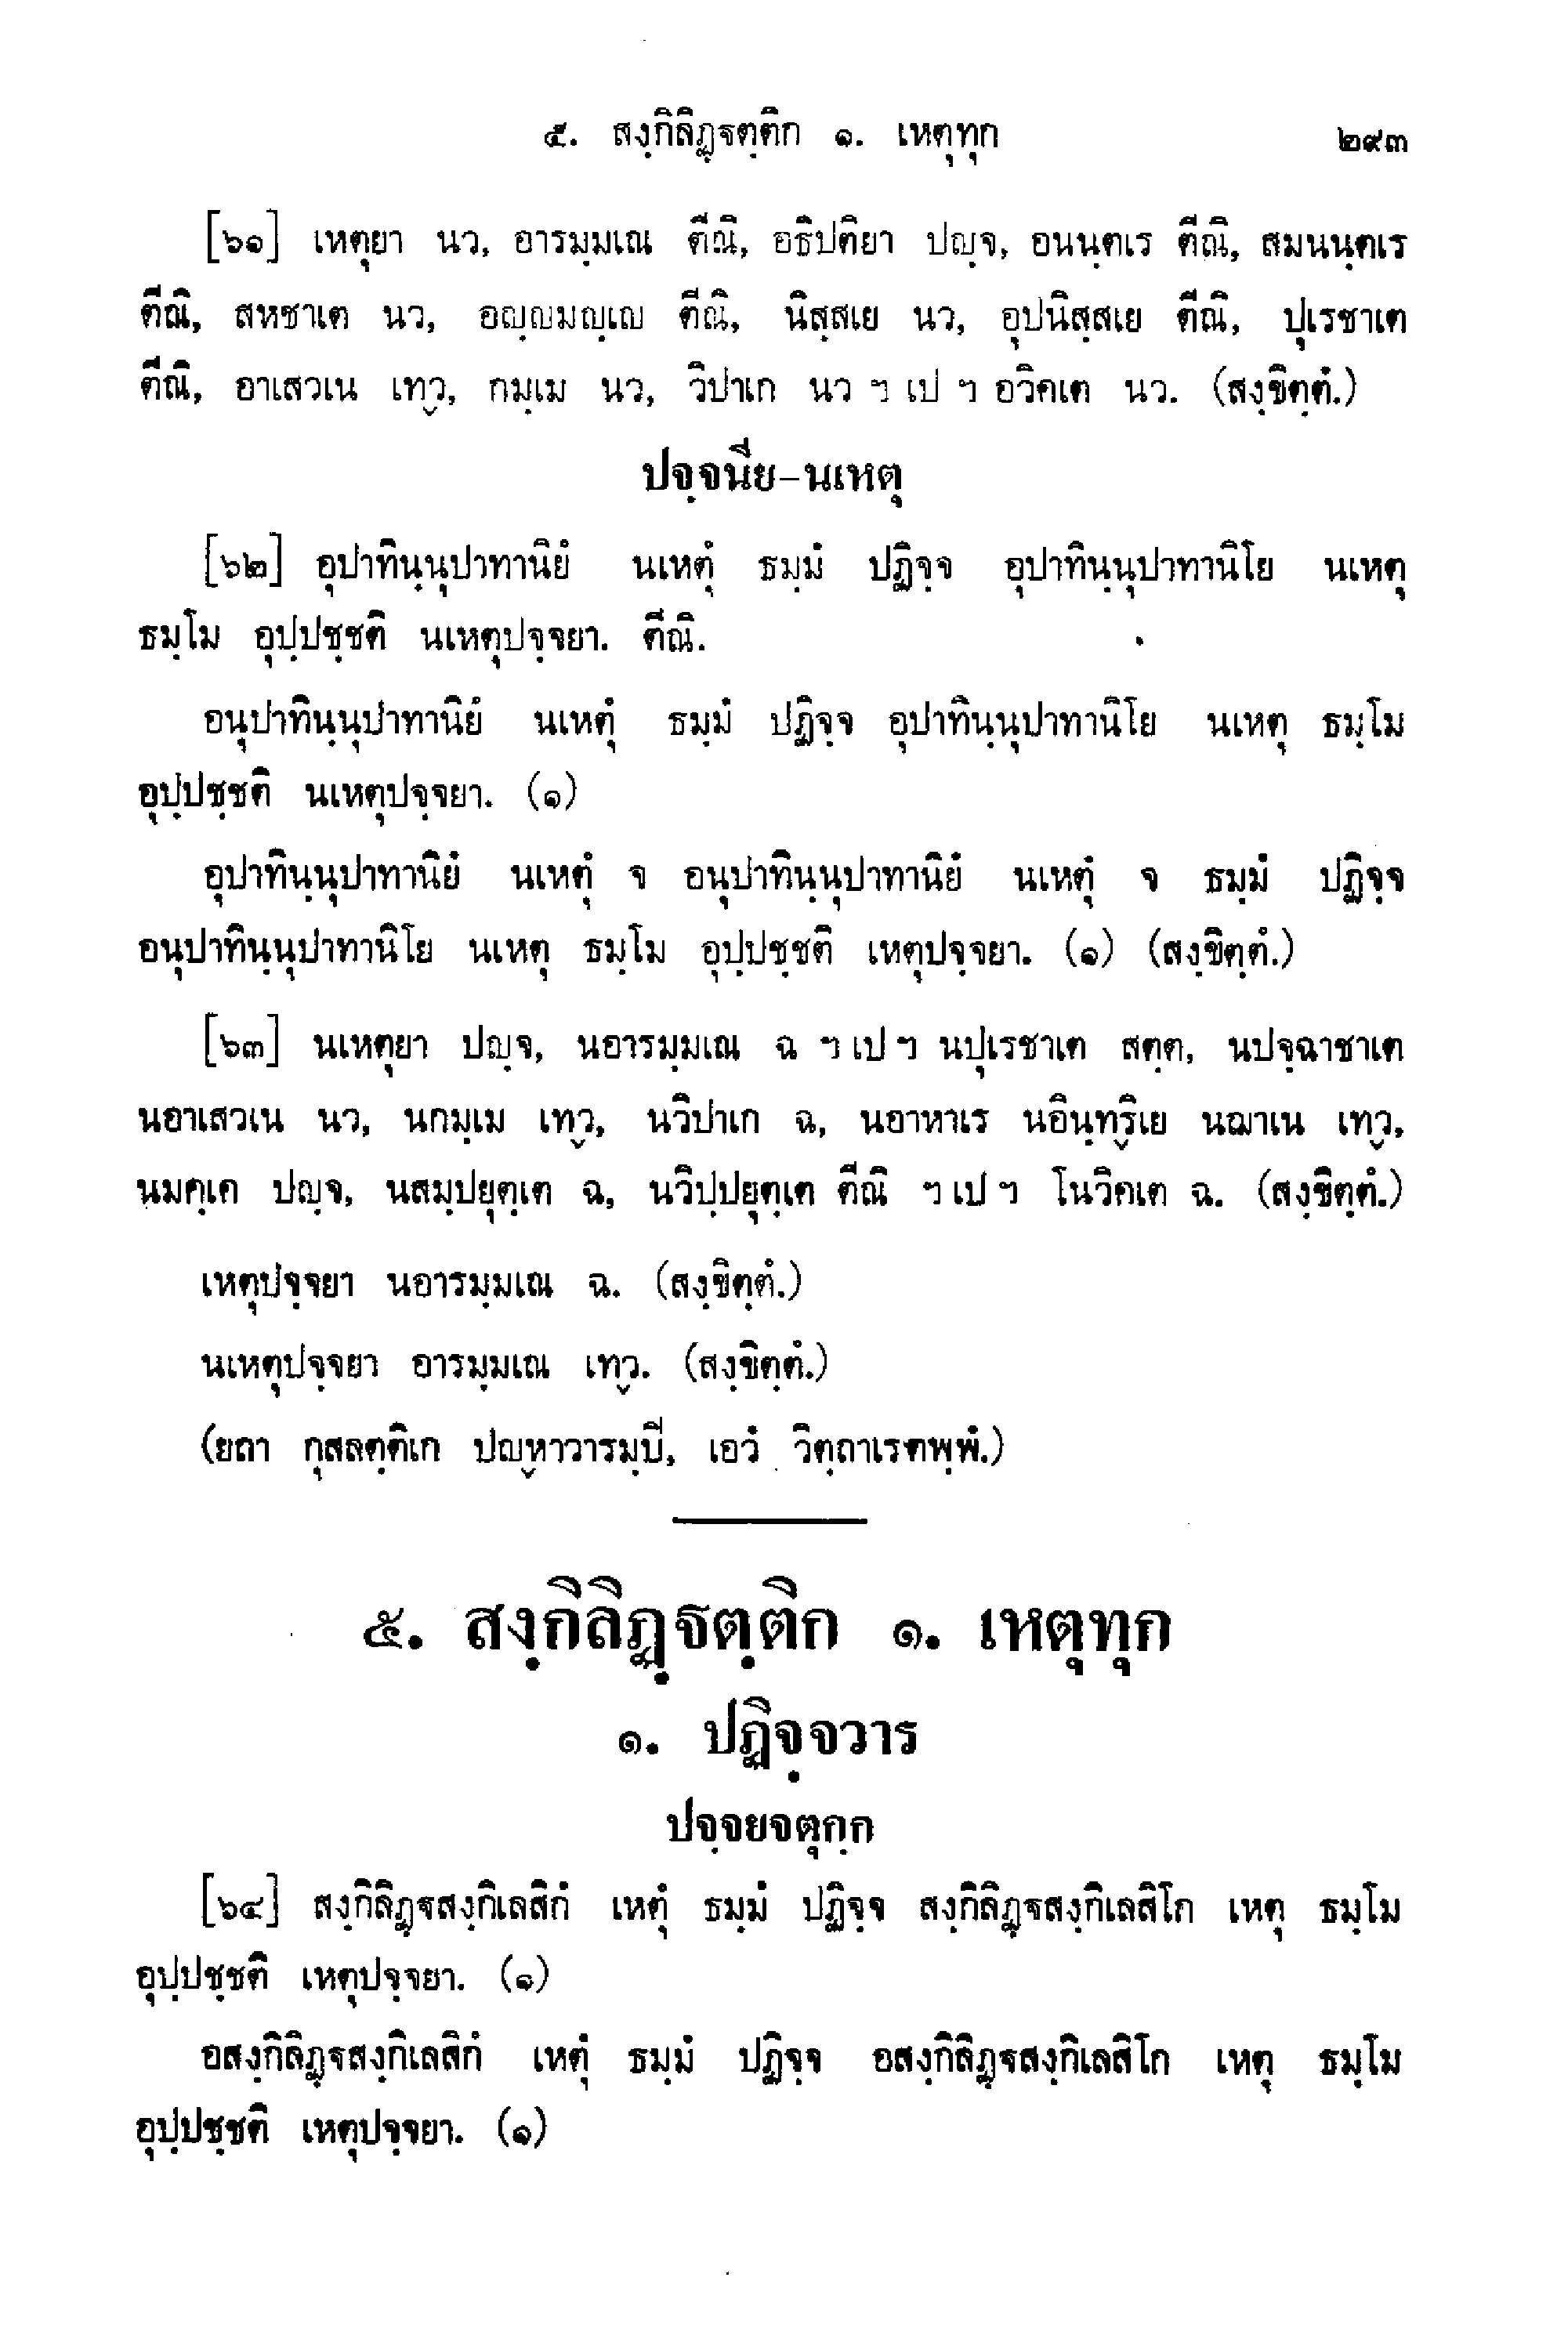 ๕. สงฺกิลิฏฺฐตฺติก ๑. เหตุทุก ๒๙๓
[๖๑] เหตุยา นว, อารมฺมเณ ตีณิ, อธิปติยา ปญฺจ, อนนฺตเร ตีณิ, สมนนฺตเร
ตีณิ, สหชาเต นว, อญฺญมญฺเญ ตีณิ, นิสฺสเย นว, อุปนิสฺสเย ตีณิ, ปุเรชาเต
ตีณิ, อาเสวเน เทฺว, กมฺเม นว, วิปาเก นว ฯ เป ฯ อวิคเต นว. (สงฺขิตฺตํ.)
ปจฺจนีย-นเหตุ
[๖๒] อุปาทินฺนุปาทานิยํ นเหตุํ ธมฺมํ ปฏิจฺจ อุปาทินฺนุปาทานิโย นเหตุ
ธมฺโม อุปฺปชฺชติ นเหตุปจฺจยา. ตีณิ.
อนุปาทินฺนุปาทานิยํ นเหตุํ ธมฺมํ ปฏิจฺจ อุปาทินฺนุปาทานิโย นเหตุ ธมฺโม
อุปฺปชฺชติ นเหตุปจฺจยา. (๑)
อุปาทินฺนุปาทานิยํ นเหตุํ จ อนุปาทินฺนุปาทานิยํ นเหตุํ จ ธมฺมํ ปฏิจฺจ
อนุปาทินฺนุปาทานิโย นเหตุ ธมฺโม อุปฺปชฺชติ เหตุปจฺจยา. (๑) (สงฺขิตฺตํ.)
[๖๓] นเหตุยา ปญฺจ, นอารมฺมเณ ฉ ฯ เป ฯ นปุเรชาเต สตฺต, นปจฺฉาชาเต
นอาเสวเน นว, นกมฺเม เทฺว, นวิปาเก ฉ, นอาหาเร นอินฺทฺริเย นฌาเน เทฺว,
นมคฺเค ปญฺจ, นสมฺปยุตฺเต ฉ, นวิปฺปยุตฺเต ตีณิ ฯ เป ฯ โนวิคเต ฉ. (สงฺขิตฺตํ.)
เหตุปจฺจยา นอารมฺมเณ ฉ. (สงฺขิตฺตํ.)
นเหตุปจฺจยา อารมฺมเณ เทฺว. (สงฺขิตฺตํ.)
(ยถา กุสลตฺติเก ปญฺหาวารมฺปิ, เอวํ วิตฺถาเรตพฺพํ.)
๕. สงฺกิลิฏฺฐตฺติก ๑. เหตุทุก
๑. ปฏิจฺจวาร
ปจฺจยจตุกฺก
[๖๔] สงฺกิลิฏฺฐสงฺกิเลสิกํ เหตุํ ธมฺมํ ปฏิจฺจ สงฺกิลิฏฺฐสงฺกิเลสิโก เหตุ ธมฺโม
อุปฺปชฺชติ เหตุปจฺจยา. (๑)
อสงฺกิลิฏฺฐสงฺกิเลสิกํ เหตุํ ธมฺมํ ปฏิจฺจ อสงฺกิลิฏฺฐสงฺกิเลสิโก เหตุ ธมฺโม
อุปฺปชฺชติ เหตุปจฺจยา. (๑)